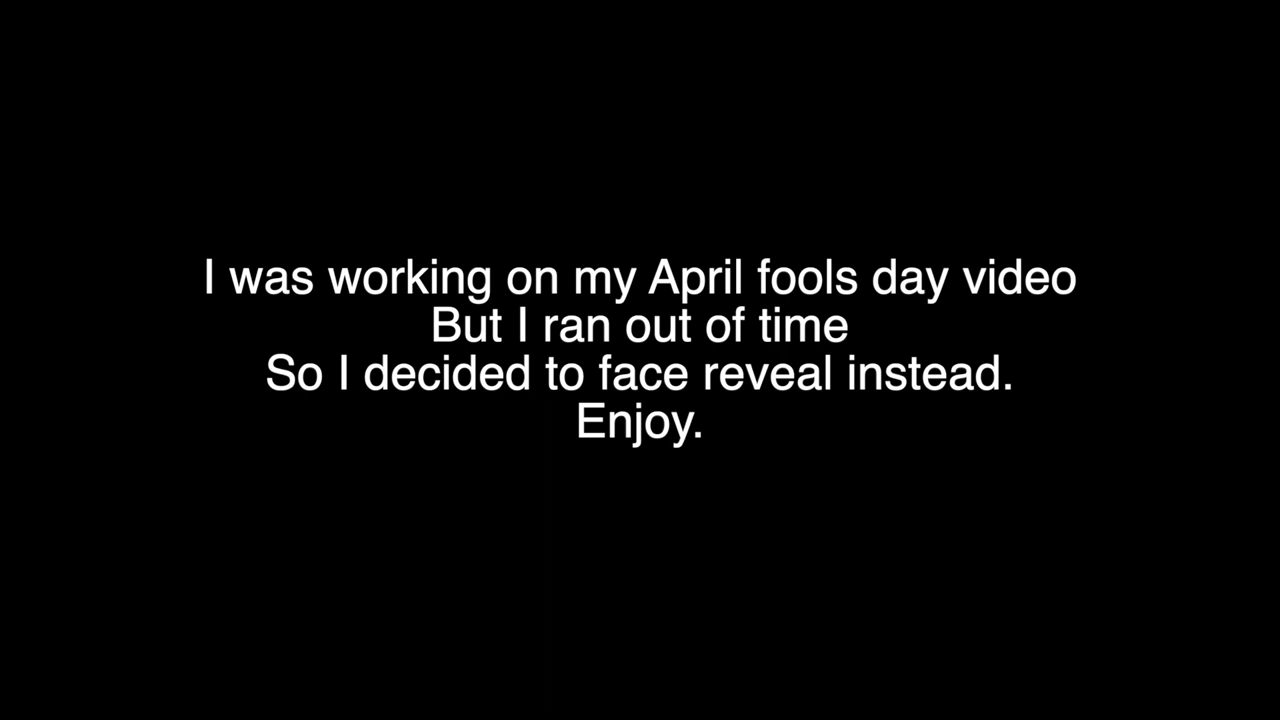 I was working on my April fools day video
But I ran out of time
So I decided to face reveal instead.
Enjoy.